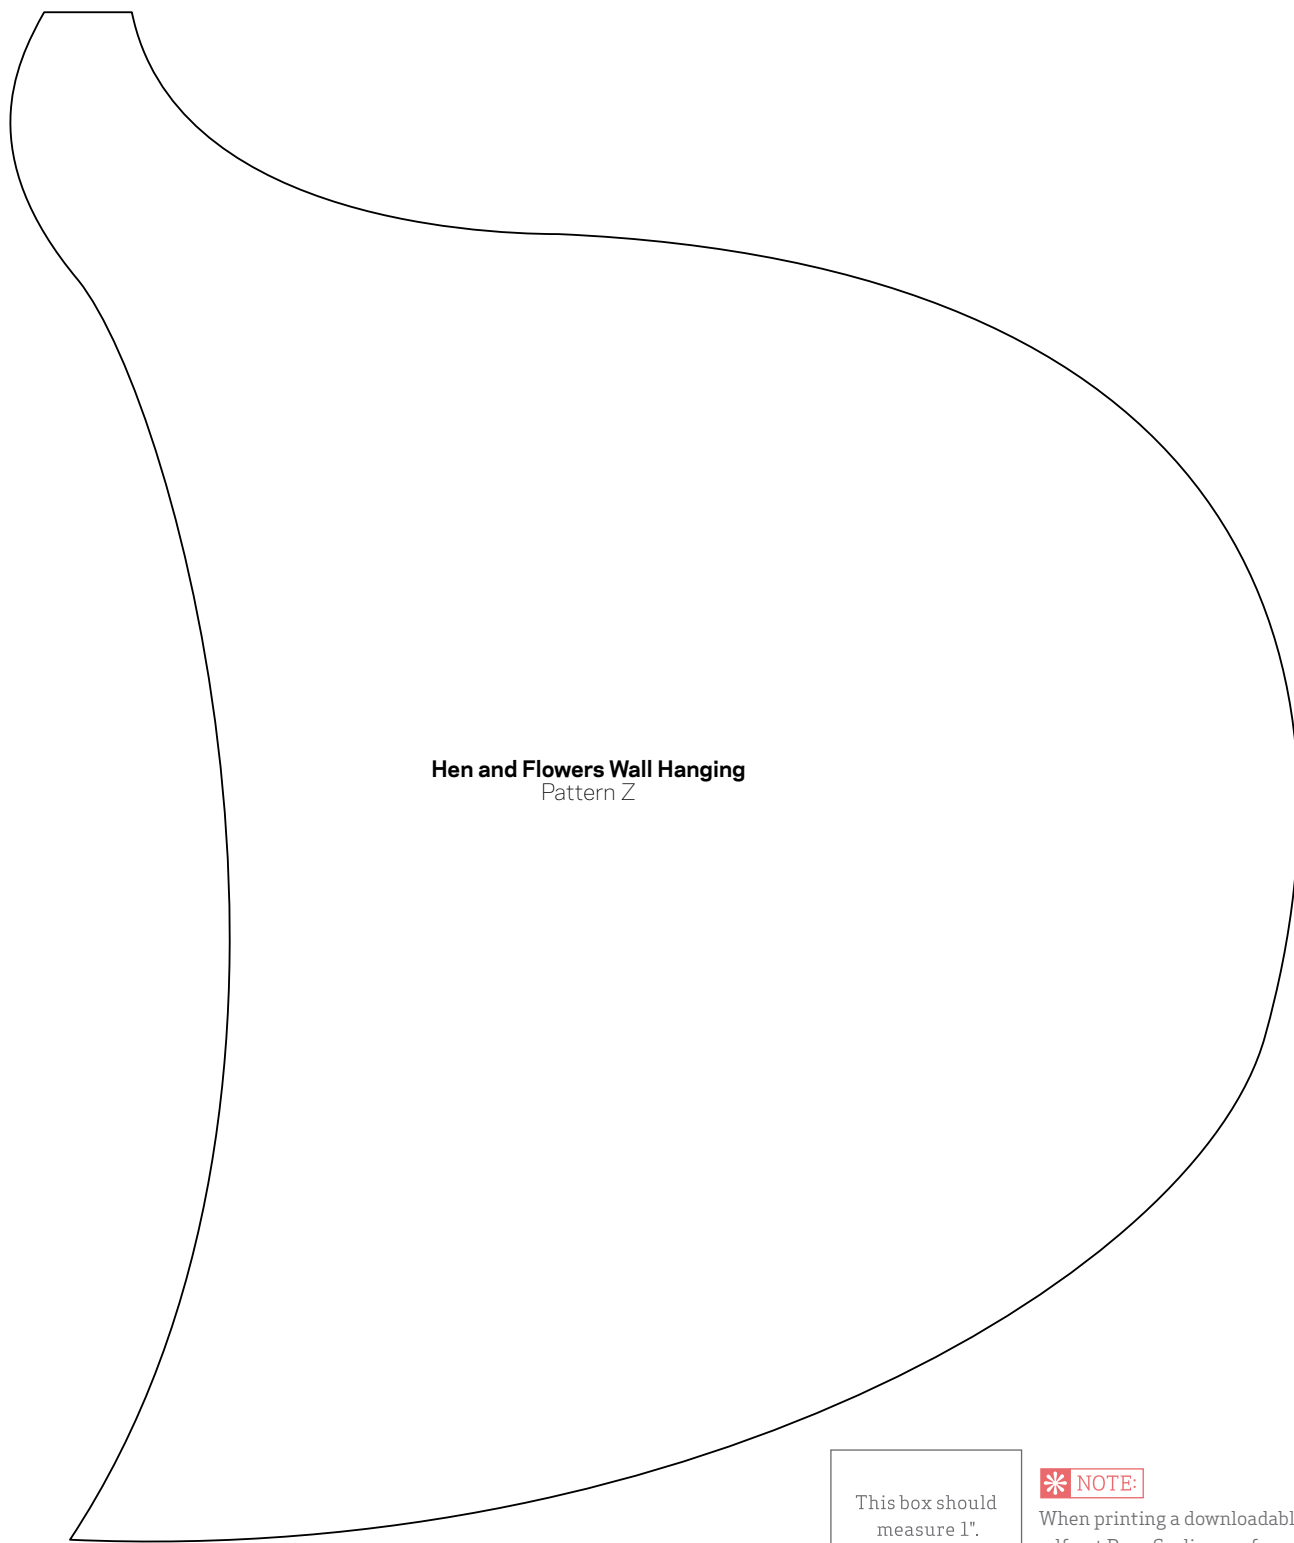 Hen and Flowers Wall Hanging
Pattern Z
This box should
measure 1".
NOTE:
When printing a downloadabl